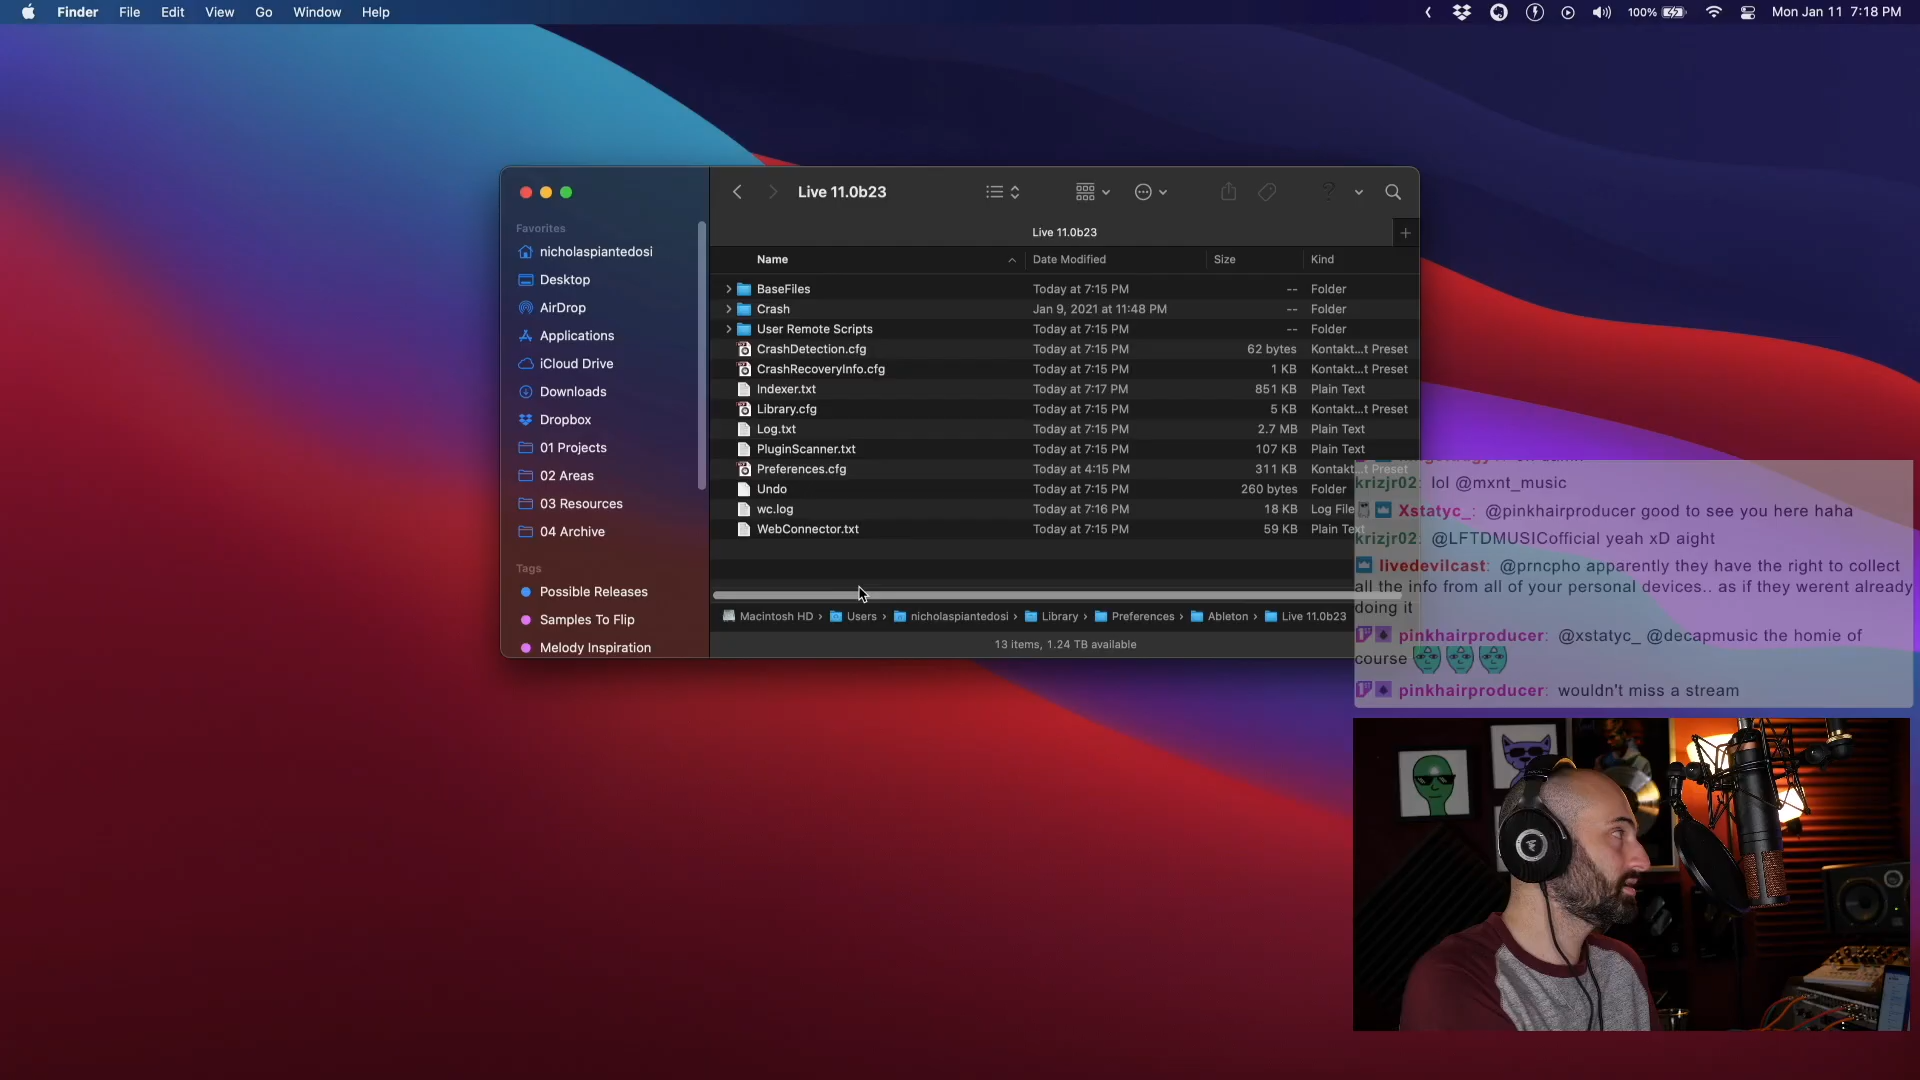 Finder File Edit View Go Window Help
100% Mon Jan 11 7:18 PM
Live 11.0b23
Live 11.0b23
Favorites
nicholaspiantedosi
Desktop
AirDrop
Applications
iCloud Drive
Downloads
Dropbox
01 Projects
02 Areas
03 Resources
04 Archive
Tags
Possible Releases
Samples To Flip
Melody Inspiration
Name Date Modified Size Kind
BaseFiles Today at 7:15 PM -- Folder
Crash Jan 9, 2021 at 11:48 PM -- Folder
User Remote Scripts Today at 7:15 PM -- Folder
CrashDetection.cfg Today at 7:15 PM 62 bytes Kontakt...t Preset
CrashRecoveryInfo.cfg Today at 7:15 PM 1 KB Kontakt...t Preset
Indexer.txt Today at 7:17 PM 851 KB Plain Text
Library.cfg Today at 7:15 PM 5 KB Kontakt...t Preset
Log.txt Today at 7:15 PM 2.7 MB Plain Text
PluginScanner.txt Today at 7:15 PM 107 KB Plain Text
Preferences.cfg Today at 4:15 PM 311 KB Kontakt...t Preset
Undo Today at 7:15 PM 260 bytes Folder
wc.log Today at 7:16 PM 18 KB Log File
WebConnector.txt Today at 7:15 PM 59 KB Plain Text
Macintosh HD › Users › nicholaspiantedosi › Library › Preferences › Ableton › Live 11.0b23
13 items, 1.24 TB available
krizjr02: lol @mxnt_music
Xstatyc_: @pinkhairproducer good to see you here haha
krizjr02: @LFTDMUSICofficial yeah xD aight
livedevilcast: @prncpho apparently they have the right to collect
all the info from all of your personal devices.. as if they werent already
doing it
pinkhairproducer: @xstatyc_ @decapmusic the homie of
course
pinkhairproducer: wouldn't miss a stream